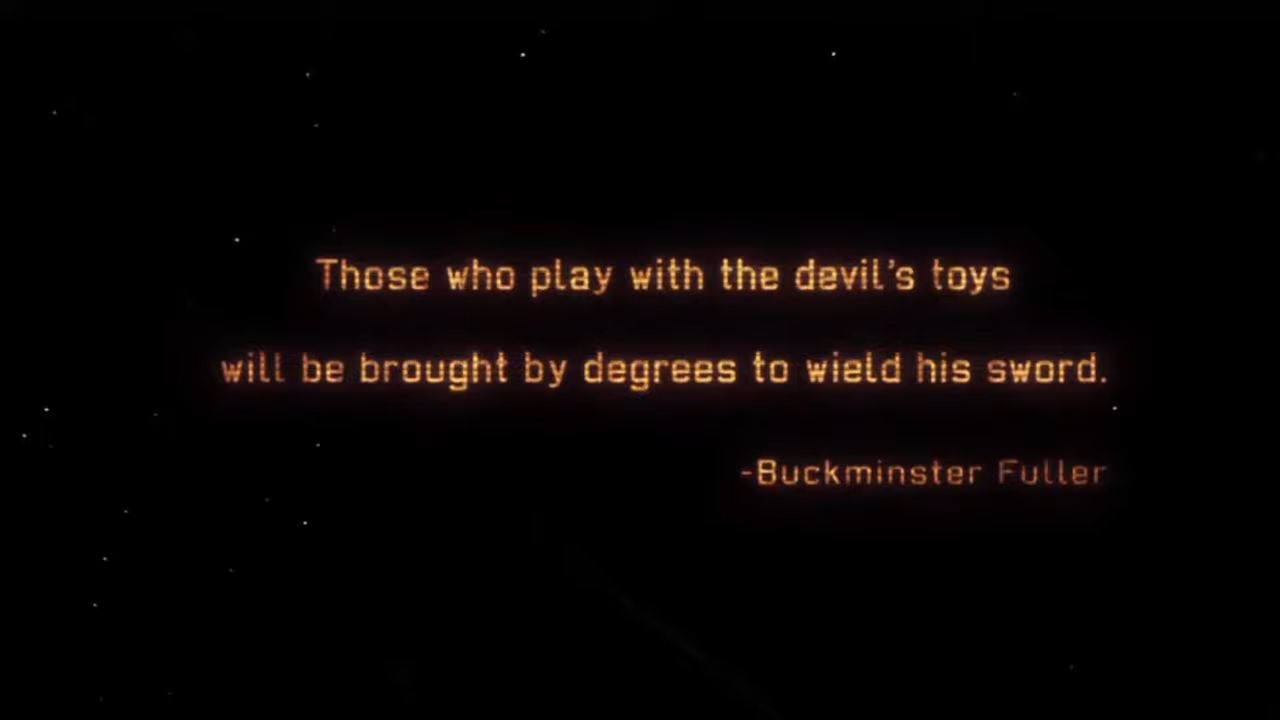 Those who play with the devil's toys
will be brought by degrees to wield his sword.
-Buckminster Fuller